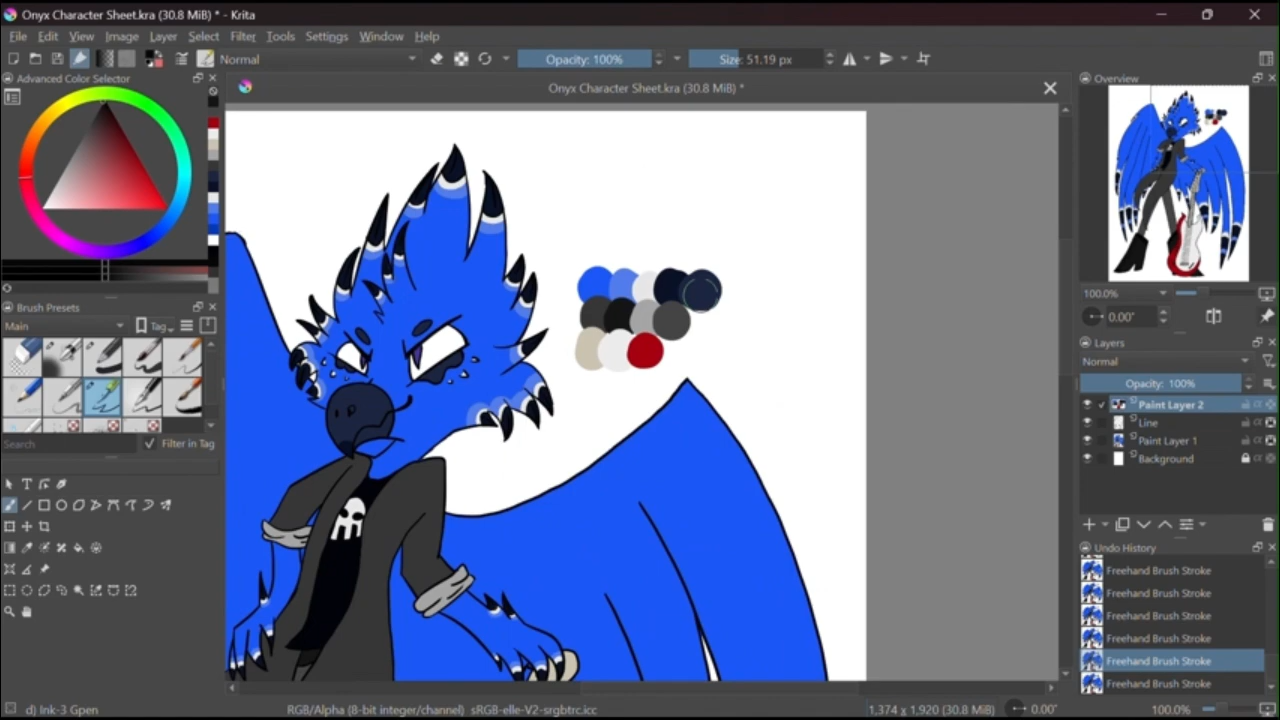 Onyx Character Sheet.kra (30.8 MiB) * - Krita
File Edit View Image Layer Select Filter Tools Settings Window Help
Normal Opacity: 100% Size: 51.19 px
Advanced Color Selector
Onyx Character Sheet.kra (30.8 MiB) *
Overview
100.0%
0.00°
Brush Presets
Main Tag
Search Filter in Tag
Layers
Normal
Opacity: 100%
Paint Layer 2
Line
Paint Layer 1
Background
Undo History
Freehand Brush Stroke
Freehand Brush Stroke
Freehand Brush Stroke
Freehand Brush Stroke
Freehand Brush Stroke
Freehand Brush Stroke
d) Ink-3 Gpen RGB/Alpha (8-bit integer/channel) sRGB-elle-V2-srgbtrc.icc 1,374 x 1,920 (30.8 MiB) 0.00° 100.0%